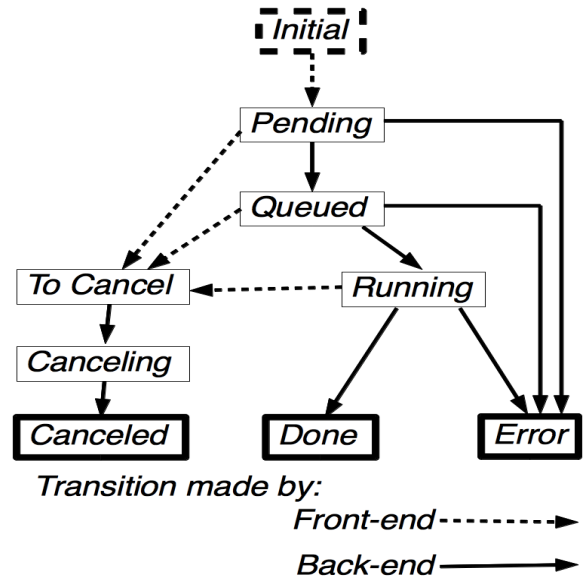 Initial
Pending
Queued
To Cancel
Running
Canceling
Canceled
Done
Error
Transition made by:
Front-end
Back-end